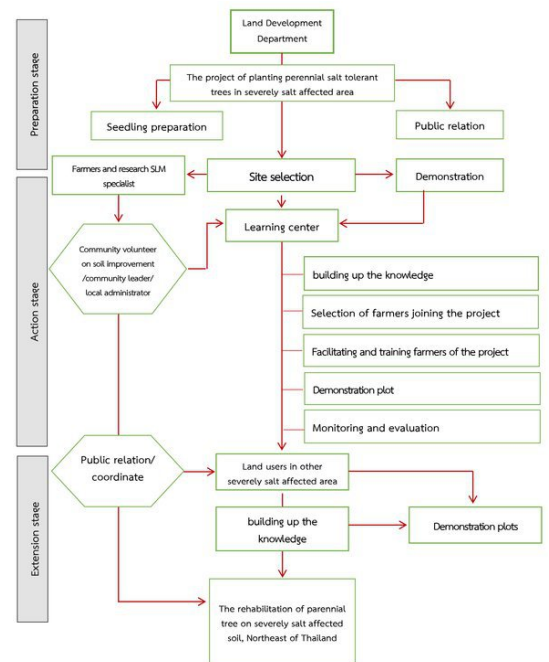 Land Development
Department
Preparation stage
The project of planting perennial salt tolerant
trees in severely salt affected area
Seedling preparation
Public relation
Farmers and research SLM
specialist
Site selection
Demonstration
Action stage
Learning center
Community volunteer
on soil improvement
/community leader/
local administrator
building up the knowledge
Selection of farmers joining the project
Facilitating and training farmers of the project
Demonstration plot
Monitoring and evaluation
Extension stage
Public relation/
coordinate
Land users in other
severely salt affected area
building up the
knowledge
Demonstration plots
The rehabilitation of parennial
tree on severely salt affected
soil, Northeast of Thailand